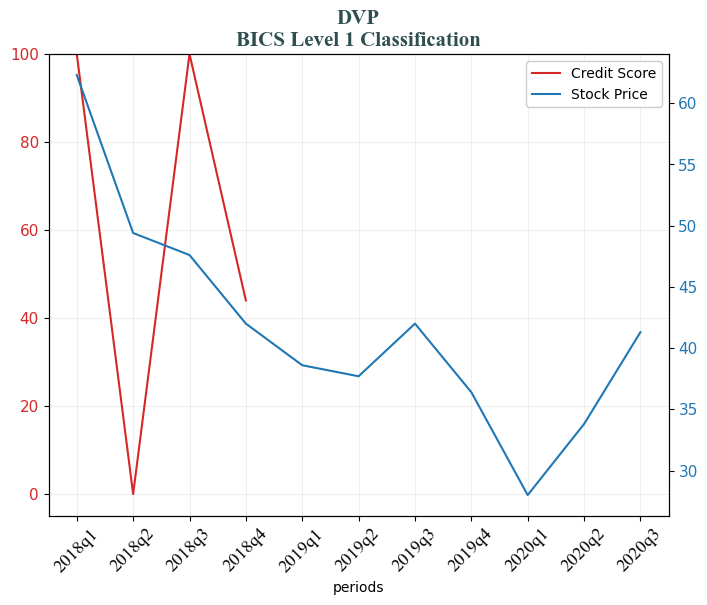 DVP
BICS Level 1 Classification
Credit Score
Stock Price
100
80
60
40
20
0
60
55
50
45
40
35
30
2018q1
2018q2
2018q3
2018q4
2019q1
2019q2
2019q3
2019q4
2020q1
2020q2
2020q3
periods